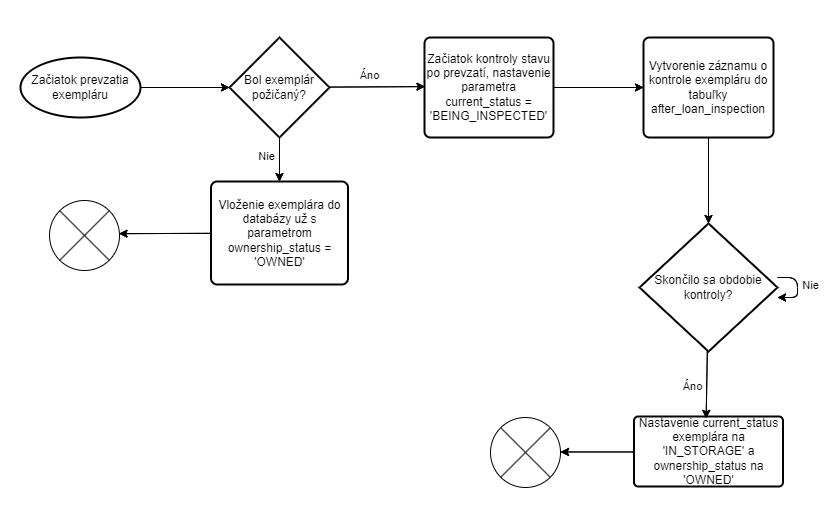 Začiatok prevzatia
exempláru
Bol exemplár
požičaný?
Áno
Začiatok kontroly stavu
po prevzatí, nastavenie
parametra
current_status =
'BEING_INSPECTED'
Vytvorenie záznamu o
kontrole exempláru do
tabuľky
after_loan_inspection
Nie
Vloženie exemplára do
databázy už s
parametrom
ownership_status =
'OWNED'
Skončilo sa obdobie
kontroly?
Nie
Áno
Nastavenie current_status
exemplára na
'IN_STORAGE' a
ownership_status na
'OWNED'